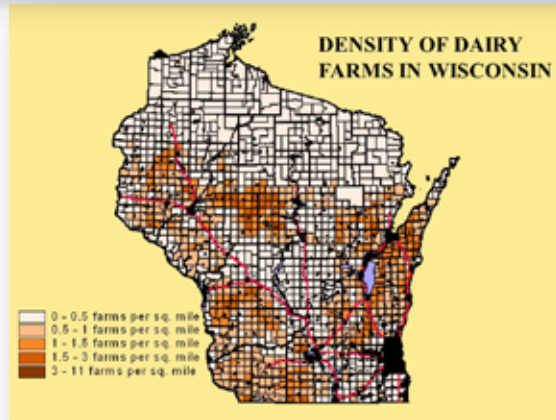 DENSITY OF DAIRY
FARMS IN WISCONSIN
0 - 0.5 farms per sq. mile
0.5 - 1 farms per sq. mile
1 - 1.5 farms per sq. mile
1.5 - 3 farms per sq. mile
3 - 11 farms per sq. mile